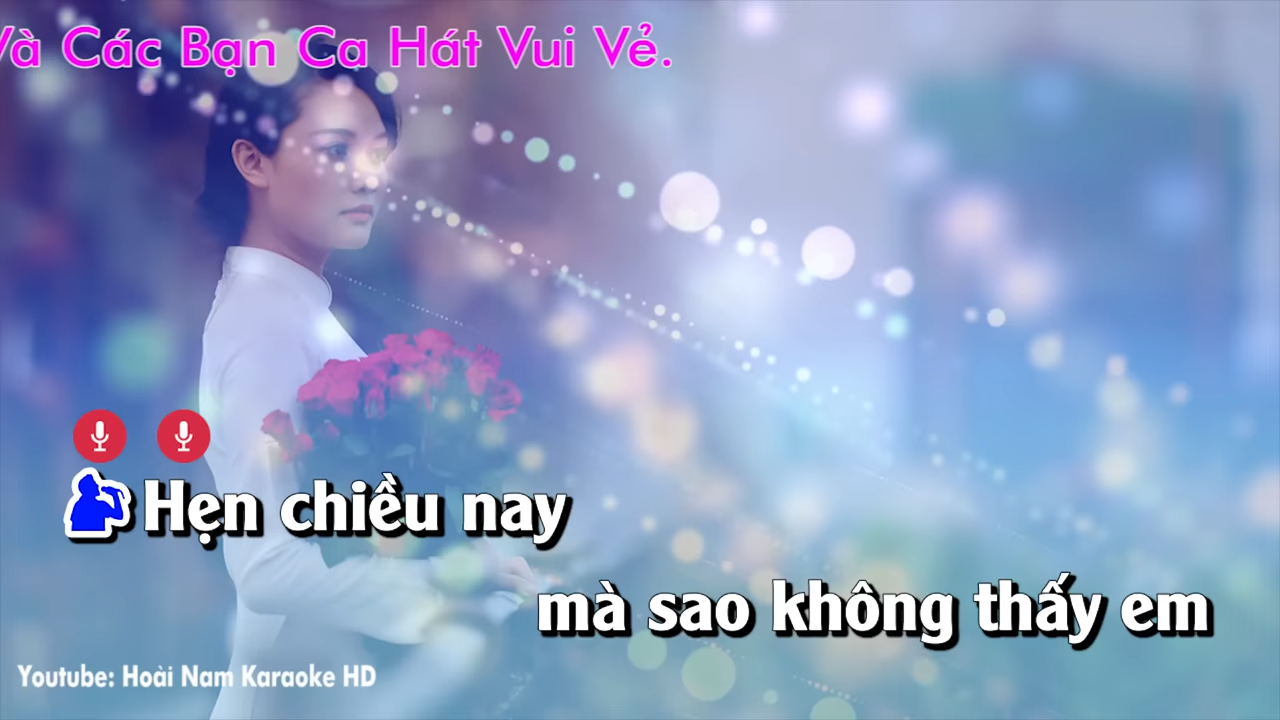 Và Các Bạn Ca Hát Vui Vẻ.
Hẹn chiều nay
mà sao không thấy em
Youtube: Hoài Nam Karaoke HD